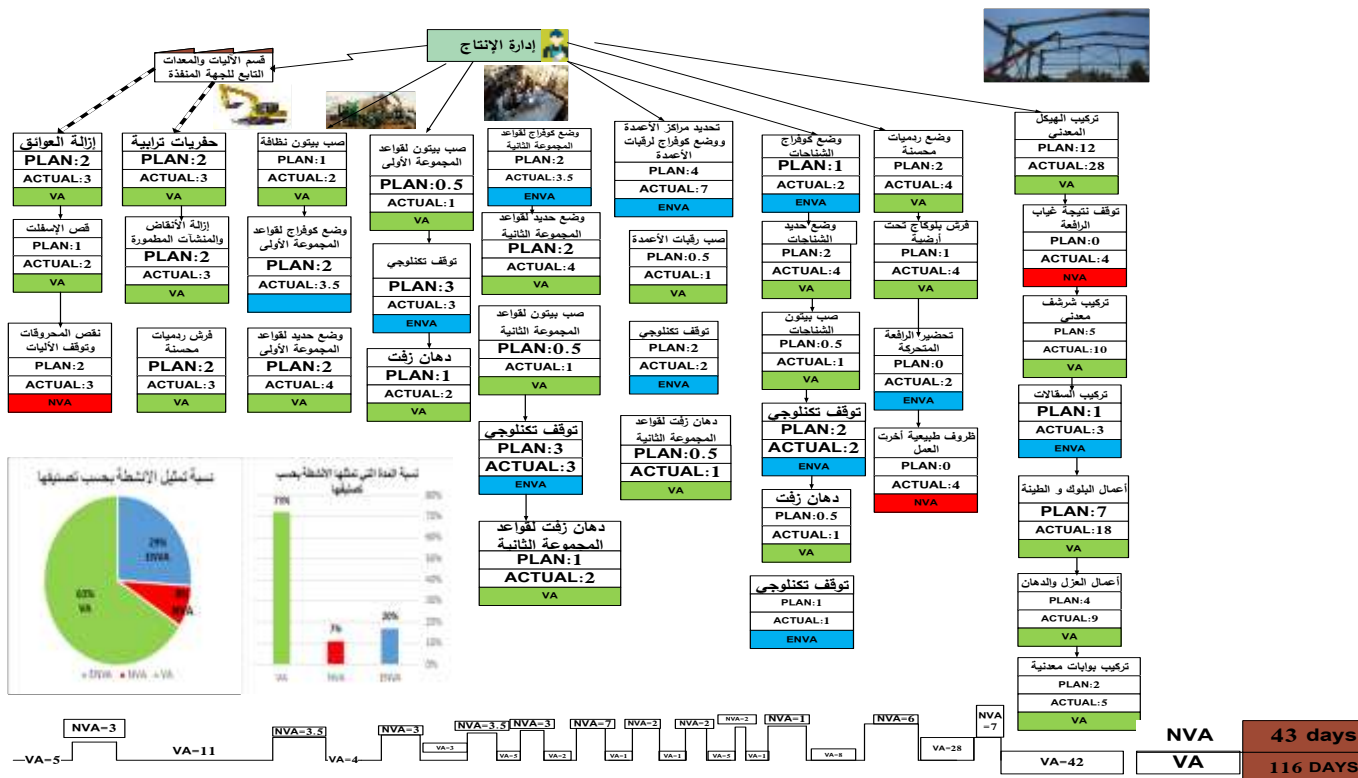 إدارة الإنتاج
قسم الآليات والمعدات
التابع للجهة المنفذة
إزالة العوائق
PLAN:2
ACTUAL:3
VA
قص الإسفلت
PLAN:1
ACTUAL:2
VA
نقص المحروقات
وتوقف الآليات
PLAN:2
ACTUAL:3
NVA
حفريات ترابية
PLAN:2
ACTUAL:3
VA
إزالة الأنقاض
والمنشآت المطمورة
PLAN:2
ACTUAL:3
VA
فرش ردميات
محسنة
PLAN:2
ACTUAL:3
VA
صب بيتون نظافة
PLAN:1
ACTUAL:2
VA
وضع كوفراج لقواعد
المجموعة الأولى
PLAN:2
ACTUAL:3.5
وضع حديد لقواعد
المجموعة الأولى
PLAN:2
ACTUAL:4
VA
صب بيتون لقواعد
المجموعة الأولى
PLAN:0.5
ACTUAL:1
VA
توقف تكنلوجي
PLAN:3
ACTUAL:3
ENVA
دهان زفت
PLAN:1
ACTUAL:2
VA
وضع كوفراج لقواعد
المجموعة الثانية
PLAN:2
ACTUAL:3.5
ENVA
وضع حديد لقواعد
المجموعة الثانية
PLAN:2
ACTUAL:4
VA
صب بيتون لقواعد
المجموعة الثانية
PLAN:0.5
ACTUAL:1
VA
توقف تكنلوجي
PLAN:3
ACTUAL:3
ENVA
دهان زفت لقواعد
المجموعة الثانية
PLAN:1
ACTUAL:2
VA
تحديد مراكز الأعمدة
ووضع كوفراج لرقبات
الأعمدة
PLAN:4
ACTUAL:7
ENVA
صب رقبات الأعمدة
PLAN:0.5
ACTUAL:1
VA
توقف تكنلوجي
PLAN:2
ACTUAL:2
ENVA
دهان زفت لقواعد
المجموعة الثانية
PLAN:0.5
ACTUAL:1
VA
وضع كوفراج
الشناجات
PLAN:1
ACTUAL:2
ENVA
وضع حديد
الشناجات
PLAN:2
ACTUAL:4
VA
صب بيتون
الشناجات
PLAN:0.5
ACTUAL:1
VA
توقف تكنلوجي
PLAN:2
ACTUAL:2
ENVA
دهان زفت
PLAN:0.5
ACTUAL:1
VA
توقف تكنلوجي
PLAN:1
ACTUAL:1
ENVA
وضع ردميات
محسنة
PLAN:2
ACTUAL:4
VA
فرش بلوكاج تحت
أرضية
PLAN:1
ACTUAL:4
VA
تحضير الرافعة
المتحركة
PLAN:0
ACTUAL:2
ENVA
ظروف طبيعية أخرت
العمل
PLAN:0
ACTUAL:4
NVA
تركيب الهيكل
المعدني
PLAN:12
ACTUAL:28
VA
توقف نتيجة غياب
الرافعة
PLAN:0
ACTUAL:4
NVA
تركيب شرشف
معدني
PLAN:5
ACTUAL:10
VA
تركيب السقالات
PLAN:1
ACTUAL:3
ENVA
أعمال البلوك و الطينة
PLAN:7
ACTUAL:18
VA
أعمال العزل والدهان
PLAN:4
ACTUAL:9
VA
تركيب بوابات معدنية
PLAN:2
ACTUAL:5
VA
نسبة تمثيل الانشطة بحسب تصنيفها
29%
ENVA
NVA
63%
VA
ENVA NVA VA
نسبة المدة التي تمثلها الانشطة بحسب
تصنيفها
80%
70%
60%
50%
40%
30%
20%
10%
0%
73%
7%
20%
VA NVA ENVA
VA=5
NVA=3
VA=11
NVA=3.5
VA=4
NVA=3
VA=3
NVA=3.5
VA=5
NVA=3
VA=2
NVA=7
VA=1
NVA=2
VA=1
NVA=2
VA=5
NVA=2
VA=1
NVA=1
VA=8
NVA=6
VA=28
NVA
=7
VA=42
NVA 43 days
VA 116 DAYS